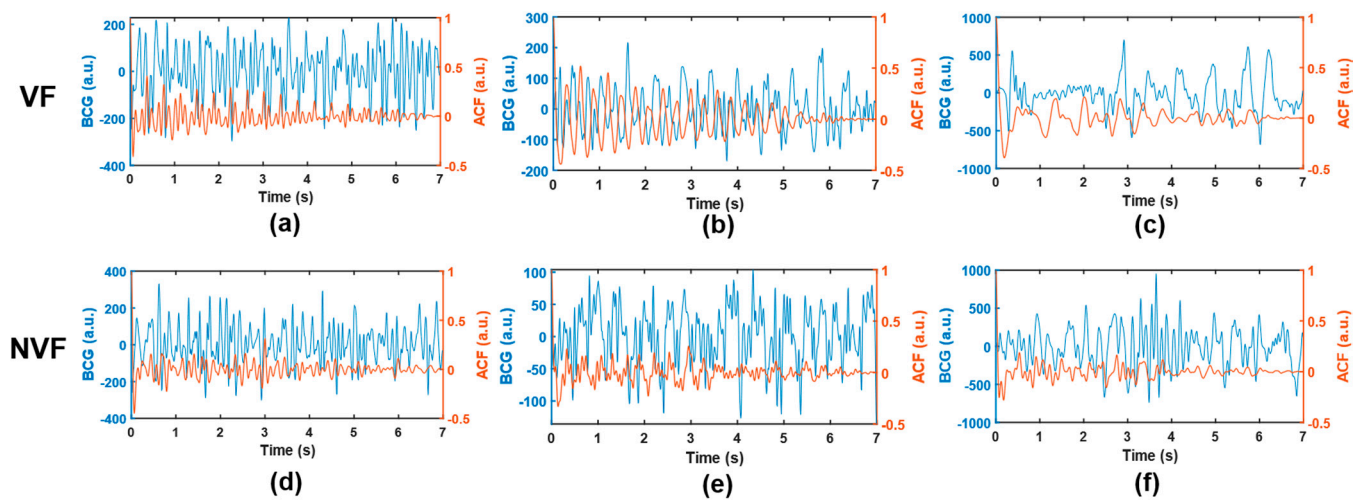 VF
BCG (a.u.)
200
0
-200
-400
0 1 2 3 4 5 6 7
1
0.5
0
-0.5
ACF (a.u.)
Time (s)
(a)
BCG (a.u.)
300
200
100
0
-100
-200
0 1 2 3 4 5 6 7
1
0.5
0
-0.5
ACF (a.u.)
Time (s)
(b)
BCG (a.u.)
1000
500
0
-500
-1000
0 1 2 3 4 5 6 7
1
0.5
0
-0.5
ACF (a.u.)
Time (s)
(c)
NVF
BCG (a.u.)
400
200
0
-200
-400
0 1 2 3 4 5 6 7
1
0.5
0
-0.5
ACF (a.u.)
Time (s)
(d)
BCG (a.u.)
100
50
0
-50
-100
0 1 2 3 4 5 6 7
1
0.5
0
-0.5
ACF (a.u.)
Time (s)
(e)
BCG (a.u.)
1000
500
0
-500
-1000
0 1 2 3 4 5 6 7
1
0.5
0
-0.5
ACF (a.u.)
Time (s)
(f)